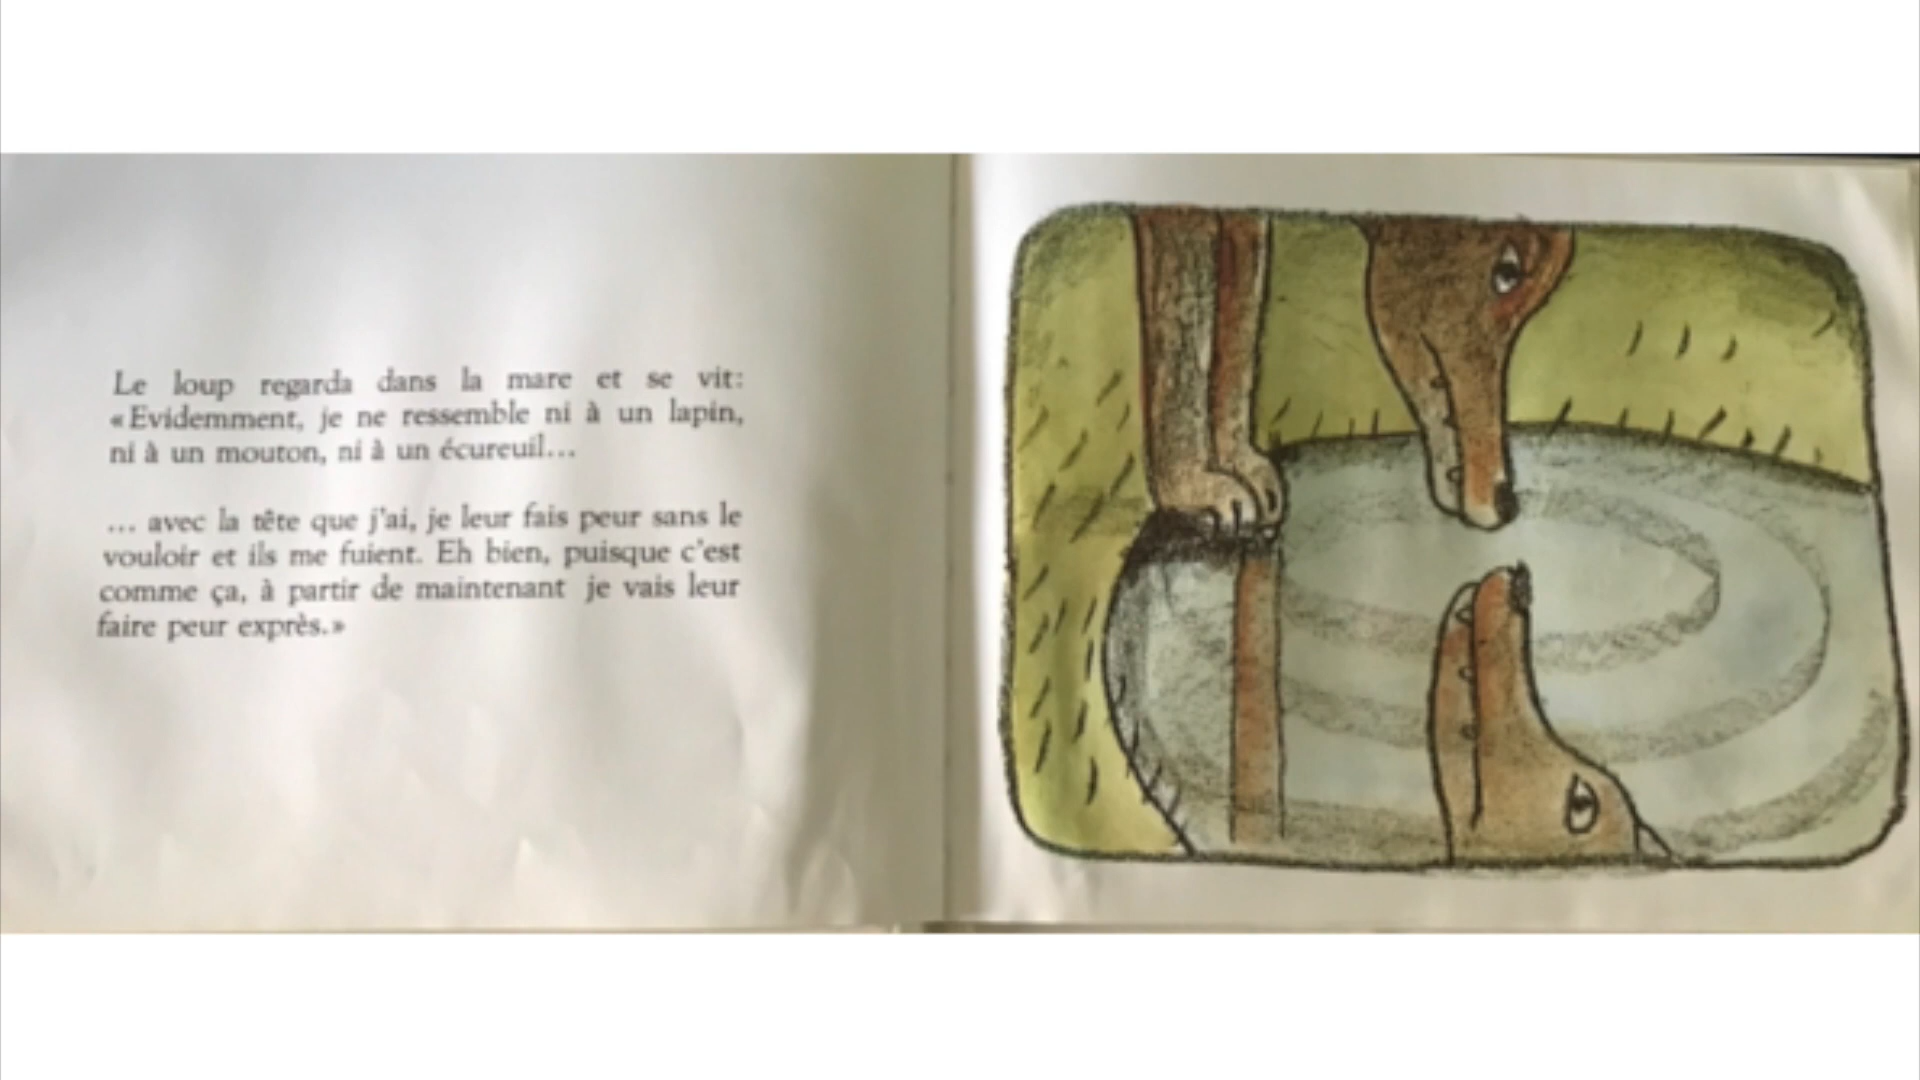 Le loup regarda dans la mare et se vit:
«Evidemment, je ne ressemble ni à un lapin,
ni à un mouton, ni à un écureuil...
... avec la tête que j'ai, je leur fais peur sans le
vouloir et ils me fuient. Eh bien, puisque c'est
comme ça, à partir de maintenant je vais leur
faire peur exprès.»